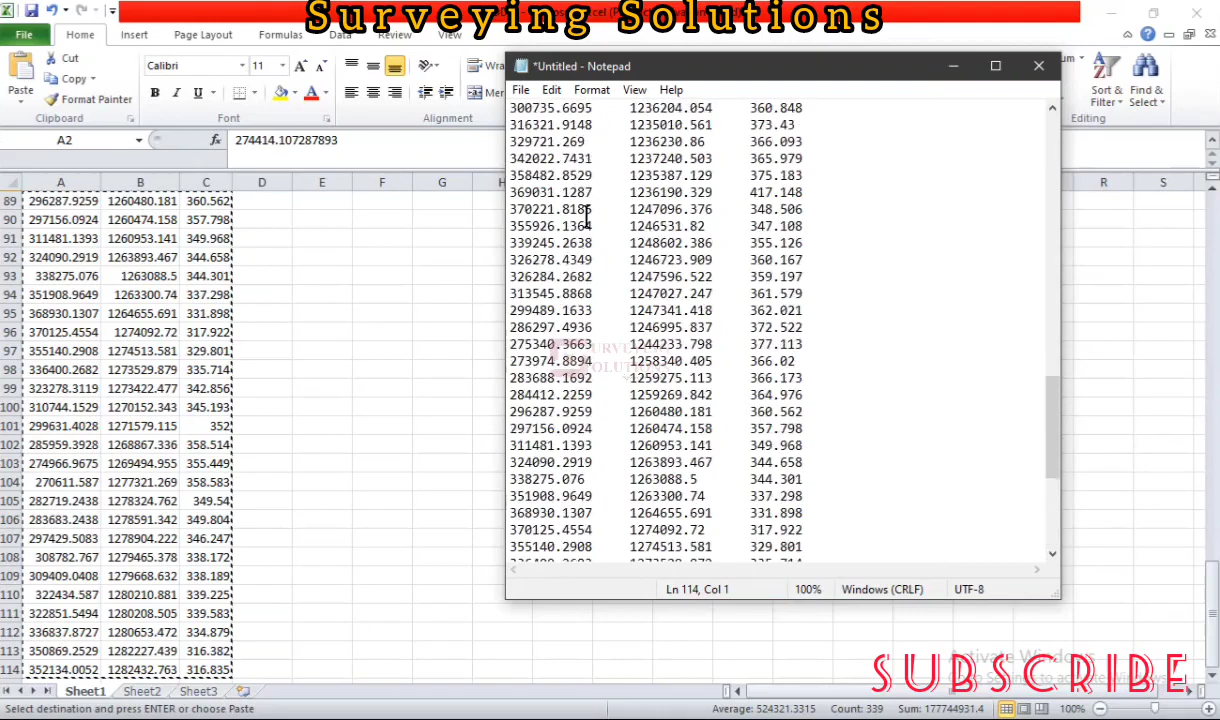 Surveying Solutions
File Home Insert Page Layout Formulas Data Review View
Cut
Copy
Format Painter
Paste
Clipboard
Calibri 11
B I U
Font
Alignment
Wra
Mer
Sort & Filter
Find & Select
Editing
A2 fx 274414.107287893
A B C D E F G H R S
89 296287.9259 1260480.181 360.562
90 297156.0924 1260474.158 357.798
91 311481.1393 1260953.141 349.968
92 324090.2919 1263893.467 344.658
93 338275.076 1263088.5 344.301
94 351908.9649 1263300.74 337.298
95 368930.1307 1264655.691 331.898
96 370125.4554 1274092.72 317.922
97 355140.2908 1274513.581 329.801
98 336400.2682 1273529.879 335.714
99 323278.3119 1273422.477 342.856
100 310744.1529 1270152.343 345.193
101 299631.4028 1271579.115 352
102 285959.3928 1268867.336 358.514
103 274966.9675 1269494.955 355.449
104 270611.587 1277321.269 358.583
105 282719.2438 1278324.762 349.54
106 283683.2438 1278591.342 349.804
107 297429.5083 1278904.222 346.247
108 308782.767 1279465.378 338.172
109 309409.0408 1279668.632 338.189
110 322434.587 1280210.881 339.225
111 322851.5494 1280208.505 339.583
112 336837.8727 1280653.472 334.879
113 350869.2529 1282227.439 316.382
114 352134.0052 1282432.763 316.835
*Untitled - Notepad
File Edit Format View Help
300735.6695 1236204.054 360.848
316321.9148 1235010.561 373.43
329721.269 1236230.86 366.093
342022.7431 1237240.503 365.979
358482.8529 1235387.129 375.183
369031.1287 1236190.329 417.148
370221.8185 1247096.376 348.506
355926.1364 1246531.82 347.108
339245.2638 1248602.386 355.126
326278.4349 1246723.909 360.167
326284.2682 1247596.522 359.197
313545.8868 1247027.247 361.579
299489.1633 1247341.418 362.021
286297.4936 1246995.837 372.522
275340.3663 1244233.798 377.113
273974.8894 1258340.405 366.02
283688.1692 1259275.113 366.173
284412.2259 1259269.842 364.976
296287.9259 1260480.181 360.562
297156.0924 1260474.158 357.798
311481.1393 1260953.141 349.968
324090.2919 1263893.467 344.658
338275.076 1263088.5 344.301
351908.9649 1263300.74 337.298
368930.1307 1264655.691 331.898
370125.4554 1274092.72 317.922
355140.2908 1274513.581 329.801
Ln 114, Col 1 100% Windows (CRLF) UTF-8
Activate Windows
SUBSCRIBE
Sheet1 Sheet2 Sheet3
Select destination and press ENTER or choose Paste Average: 524321.3315 Count: 339 Sum: 177744931.4 100%